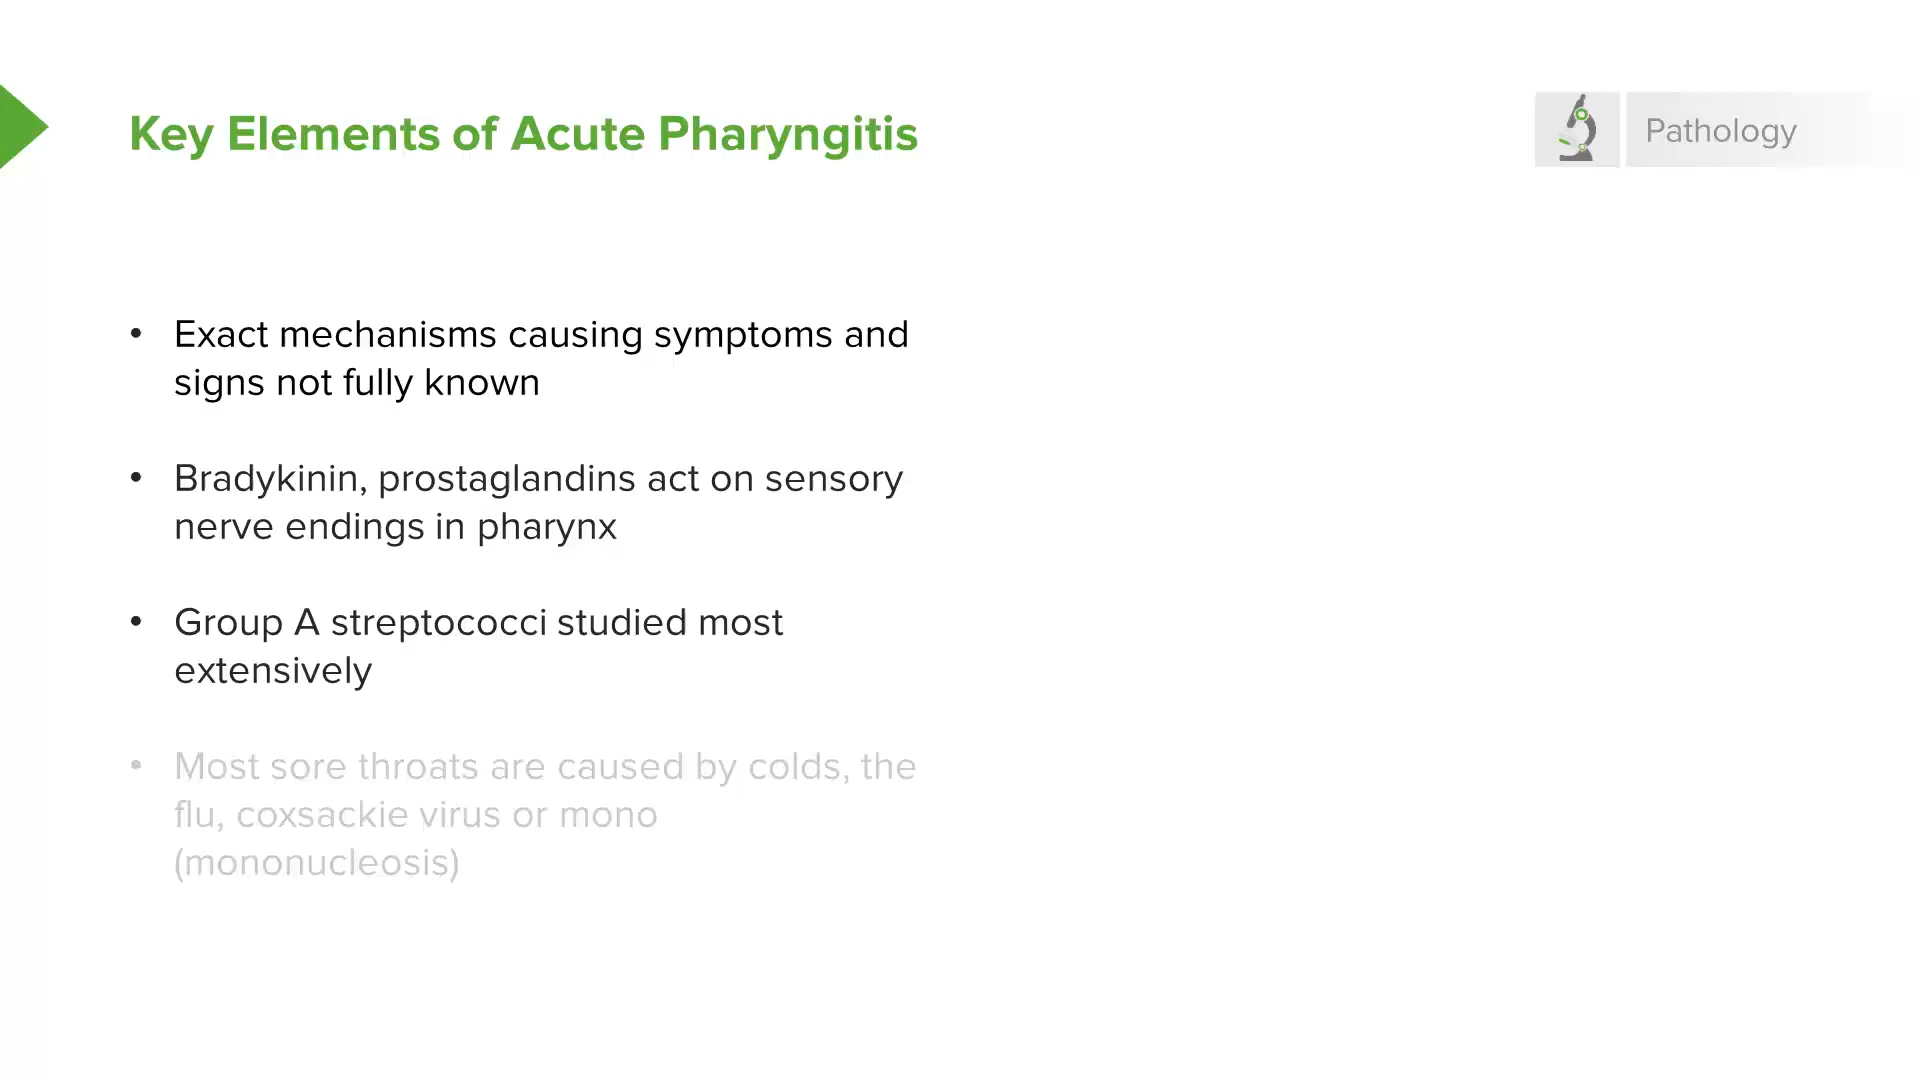 Key Elements of Acute Pharyngitis
Pathology
• Exact mechanisms causing symptoms and
signs not fully known
• Bradykinin, prostaglandins act on sensory
nerve endings in pharynx
• Group A streptococci studied most
extensively
• Most sore throats are caused by colds, the
flu, coxsackie virus or mono
(mononucleosis)